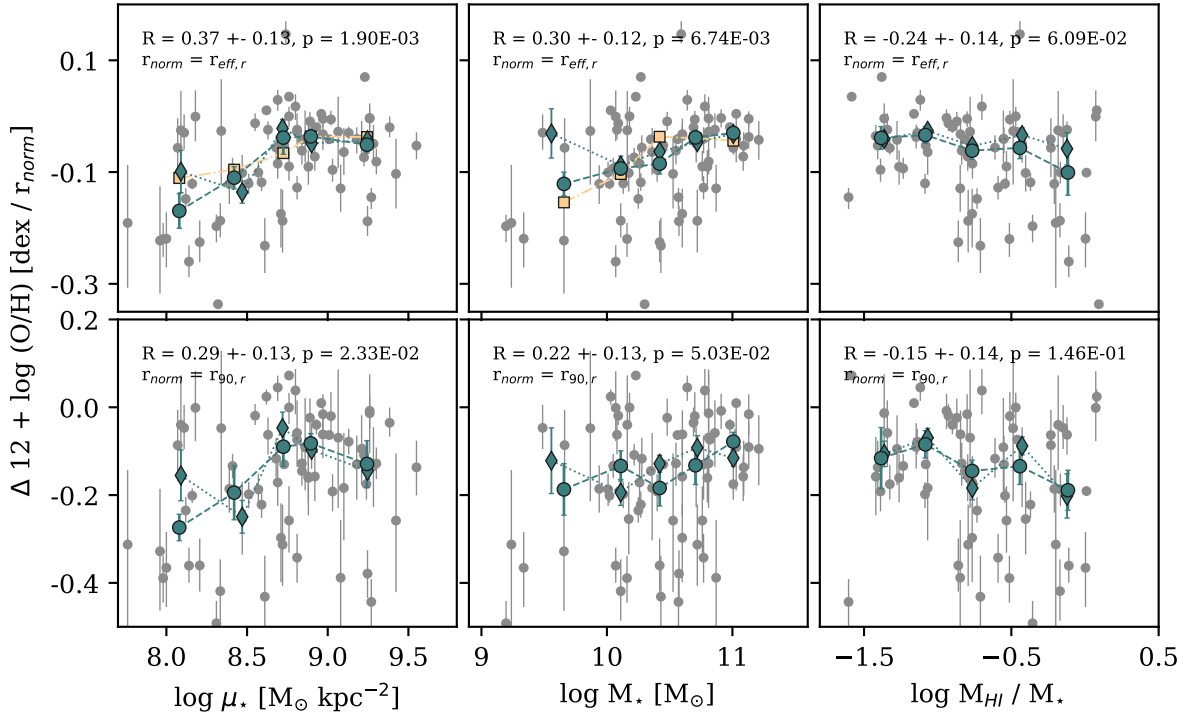 Δ 12 + log (O/H) [dex / r_norm]
R = 0.37 +- 0.13, p = 1.90E-03
r_norm = r_eff,r
R = 0.30 +- 0.12, p = 6.74E-03
r_norm = r_eff,r
R = -0.24 +- 0.14, p = 6.09E-02
r_norm = r_eff,r
0.1
-0.1
-0.3
R = 0.29 +- 0.13, p = 2.33E-02
r_norm = r_90,r
R = 0.22 +- 0.13, p = 5.03E-02
r_norm = r_90,r
R = -0.15 +- 0.14, p = 1.46E-01
r_norm = r_90,r
0.2
0.0
-0.2
-0.4
8.0 8.5 9.0 9.5
9 10 11
-1.5 -0.5 0.5
log μ⋆ [M⊙ kpc⁻²]
log M⋆ [M⊙]
log M_HI / M⋆